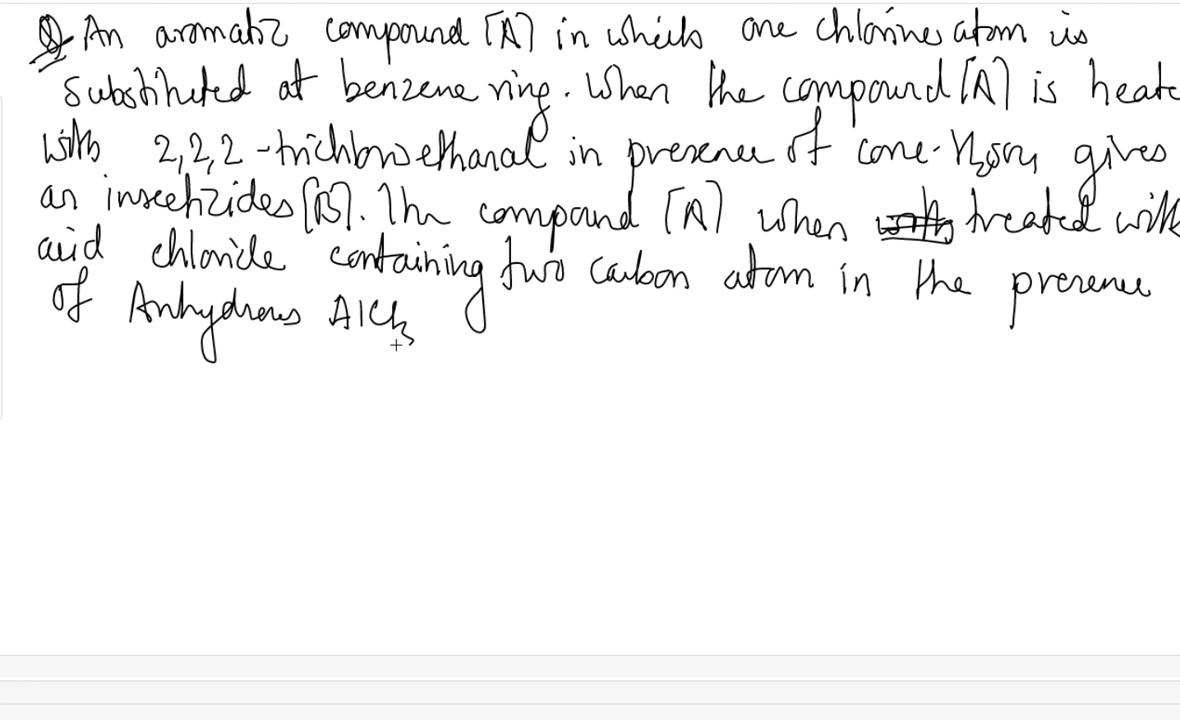 Q An aromatic compound [A] in which one chlorine atom is
substituted at benzene ring. When the compound [A] is heate
with 2,2,2-trichloroethanal in presence of conc. H2SO4 gives
an insecticides [B]. The compound [A] when with treated with
acid chloride containing two carbon atom in the presence
of Anhydrous AlCl3